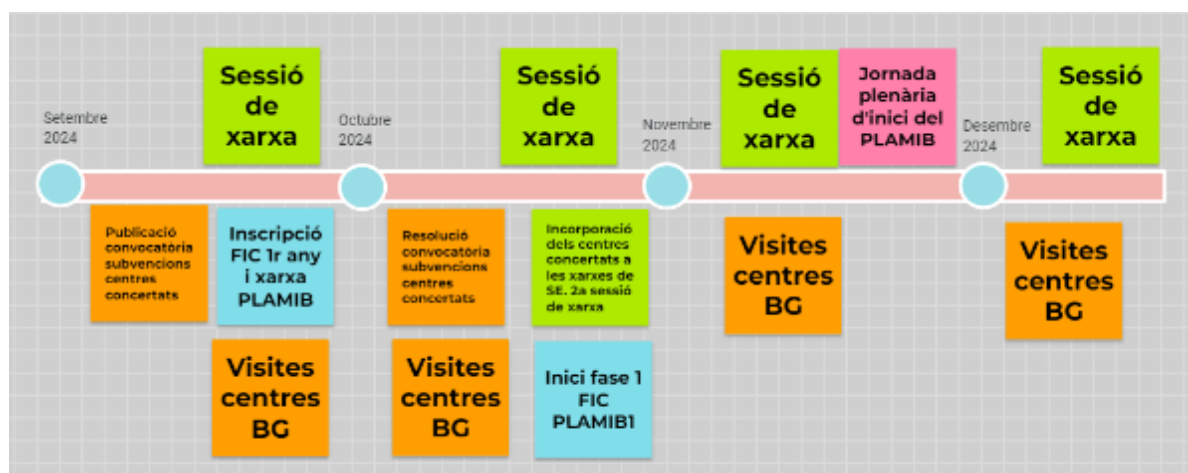 Setembre
2024
Sessió
de
xarxa
Octubre
2024
Sessió
de
xarxa
Novembre
2024
Sessió
de
xarxa
Jornada
plenària
d'inici del
PLAMIB
Desembre
2024
Sessió
de
xarxa
Publicació
convocatòria
subvencions
centres
concertats
Inscripció
FIC 1r any
i xarxa
PLAMIB
Resolució
convocatòria
subvencions
centres
concertats
Incorporació
dels centres
concertats a
les xarxes de
SE. 2a sessió
de xarxa
Visites
centres
BG
Visites
centres
BG
Visites
centres
BG
Visites
centres
BG
Inici fase 1
FIC
PLAMIB1